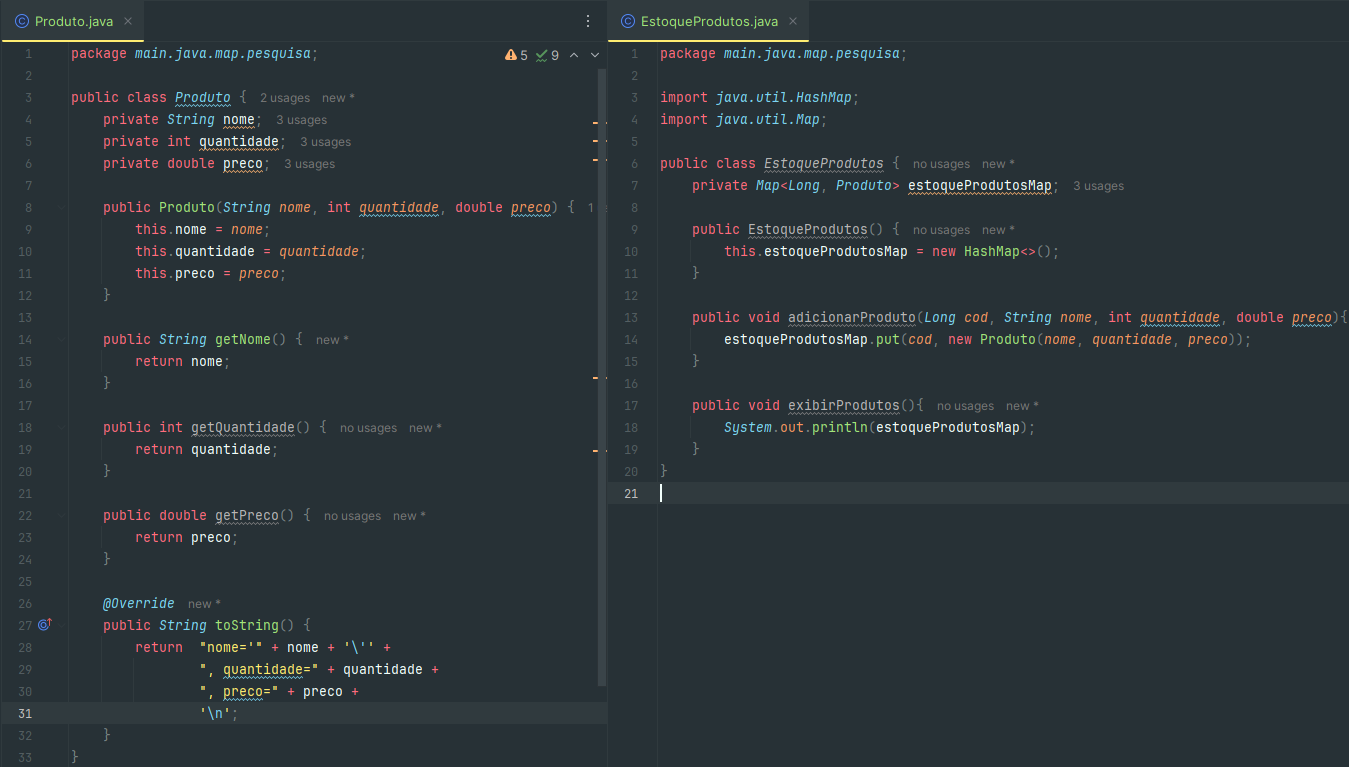 Produto.java
5 9
1 package main.java.map.pesquisa;
2
3 public class Produto { 2 usages new *
4 private String nome; 3 usages
5 private int quantidade; 3 usages
6 private double preco; 3 usages
7
8 public Produto(String nome, int quantidade, double preco) { 1
9 this.nome = nome;
10 this.quantidade = quantidade;
11 this.preco = preco;
12 }
13
14 public String getNome() { new *
15 return nome;
16 }
17
18 public int getQuantidade() { no usages new *
19 return quantidade;
20 }
21
22 public double getPreco() { no usages new *
23 return preco;
24 }
25
26 @Override new *
27 public String toString() {
28 return "nome='" + nome + '\'' +
29 ", quantidade=" + quantidade +
30 ", preco=" + preco +
31 '\n';
32 }
33 }
EstoqueProdutos.java
1 package main.java.map.pesquisa;
2
3 import java.util.HashMap;
4 import java.util.Map;
5
6 public class EstoqueProdutos { no usages new *
7 private Map<Long, Produto> estoqueProdutosMap; 3 usages
8
9 public EstoqueProdutos() { no usages new *
10 this.estoqueProdutosMap = new HashMap<>();
11 }
12
13 public void adicionarProduto(Long cod, String nome, int quantidade, double preco){
14 estoqueProdutosMap.put(cod, new Produto(nome, quantidade, preco));
15 }
16
17 public void exibirProdutos(){ no usages new *
18 System.out.println(estoqueProdutosMap);
19 }
20 }
21